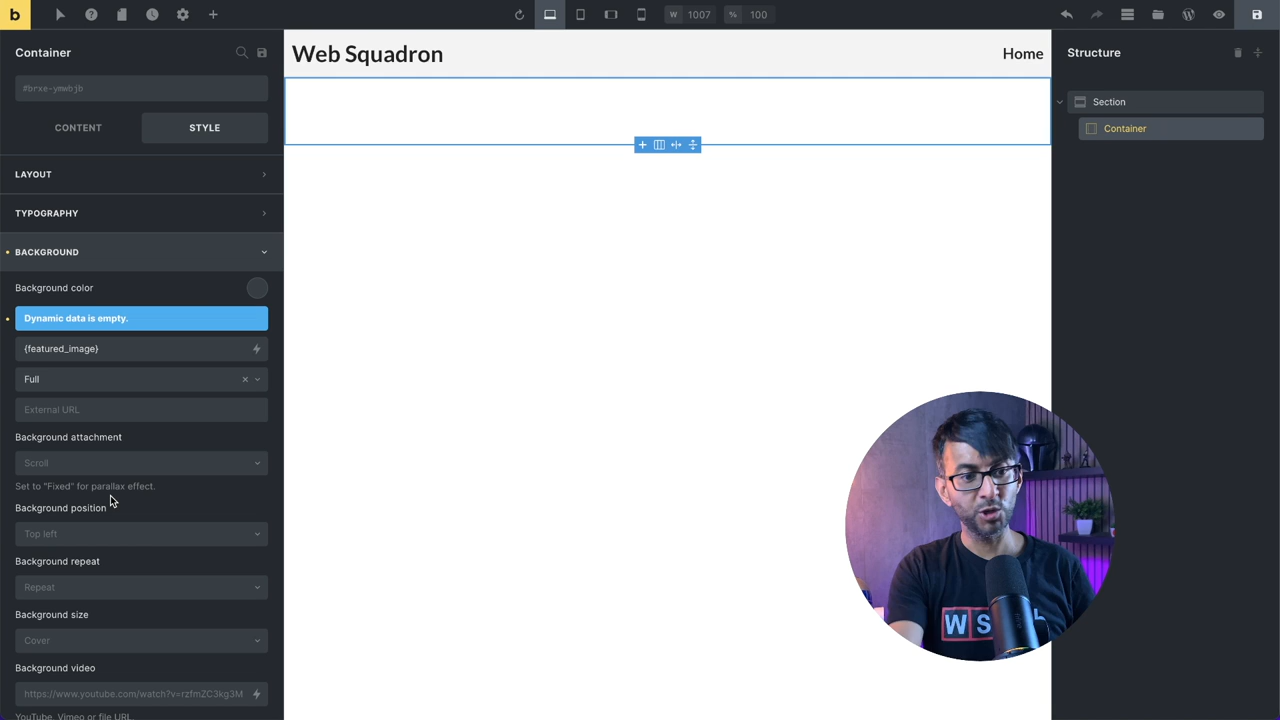 b
W 1007
% 100
Container
#brxe-ymwbjb
CONTENT
STYLE
LAYOUT
TYPOGRAPHY
BACKGROUND
Background color
Dynamic data is empty.
{featured_image}
Full
External URL
Background attachment
Scroll
Set to "Fixed" for parallax effect.
Background position
Top left
Background repeat
Repeat
Background size
Cover
Background video
https://www.youtube.com/watch?v=rzfmZC3kg3M
YouTube, Vimeo or file URL.
Web Squadron
Home
Structure
Section
Container
W S